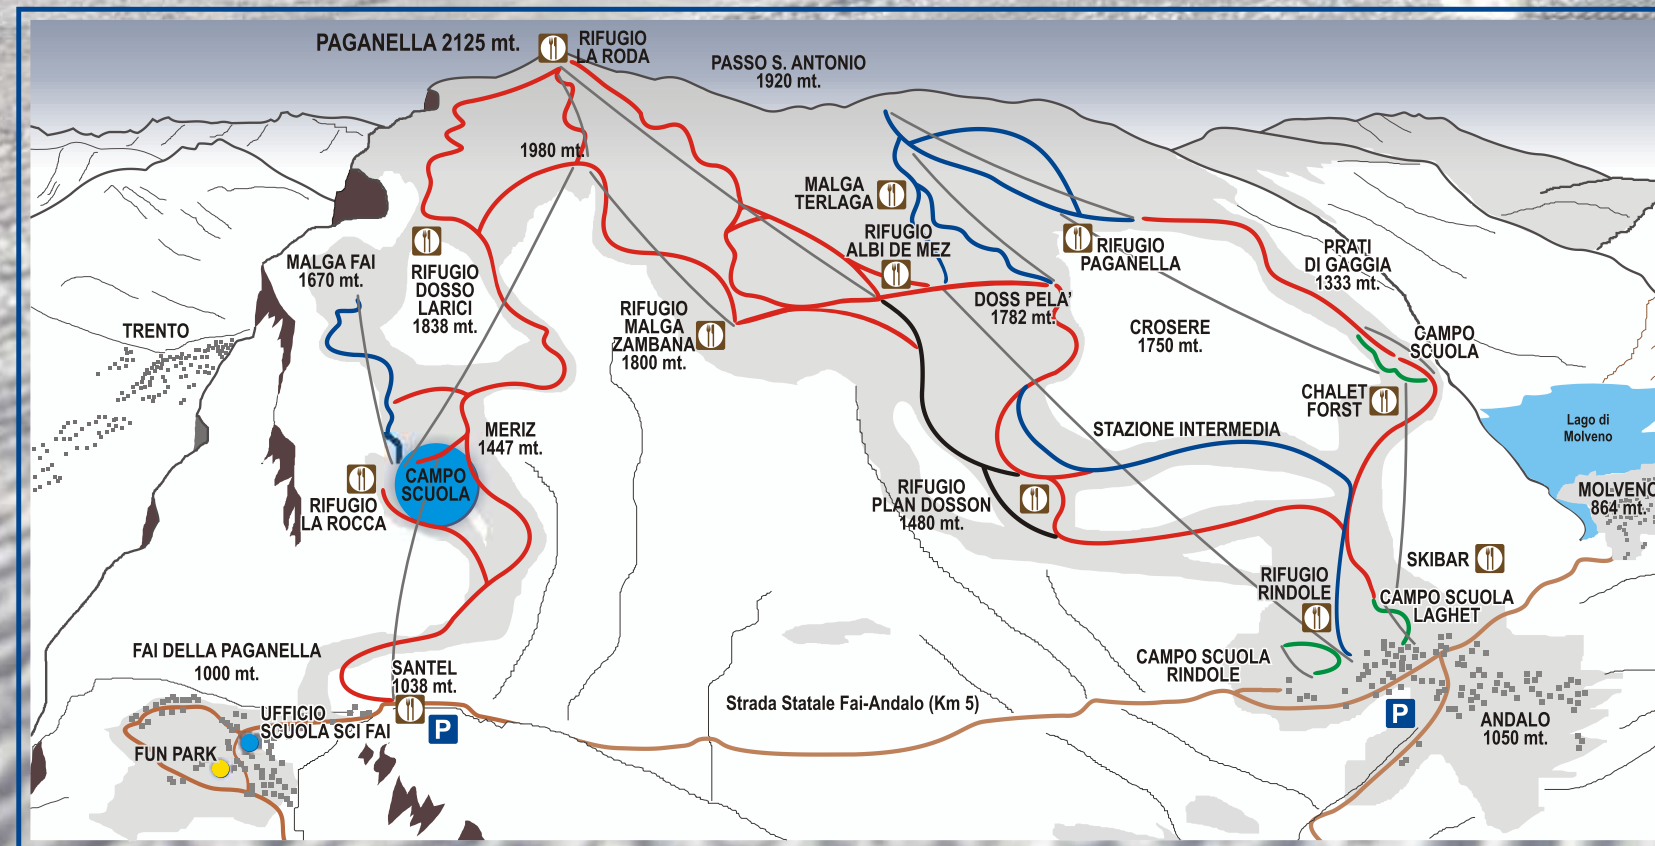 PAGANELLA 2125 mt.
RIFUGIO
LA RODA
PASSO S. ANTONIO
1920 mt.
1980 mt.
MALGA
TERLAGA
RIFUGIO
ALBI DE MEZ
RIFUGIO
PAGANELLA
PRATI
DI GAGGIA
1333 mt.
MALGA FAI
1670 mt.
RIFUGIO
DOSSO
LARICI
1838 mt.
TRENTO
RIFUGIO
MALGA
ZAMBANA
1800 mt.
DOSS PELA'
1782 mt.
CROSERE
1750 mt.
CAMPO
SCUOLA
CHALET
FORST
Lago di
Molveno
MERIZ
1447 mt.
STAZIONE INTERMEDIA
CAMPO
SCUOLA
RIFUGIO
LA ROCCA
RIFUGIO
PLAN DOSSON
1480 mt.
MOLVENO
864 mt.
SKIBAR
RIFUGIO
RINDOLE
CAMPO SCUOLA
LAGHET
FAI DELLA PAGANELLA
1000 mt.
SANTEL
1038 mt.
CAMPO SCUOLA
RINDOLE
Strada Statale Fai-Andalo (Km 5)
UFFICIO
SCUOLA SCI FAI
P
P
ANDALO
1050 mt.
FUN PARK